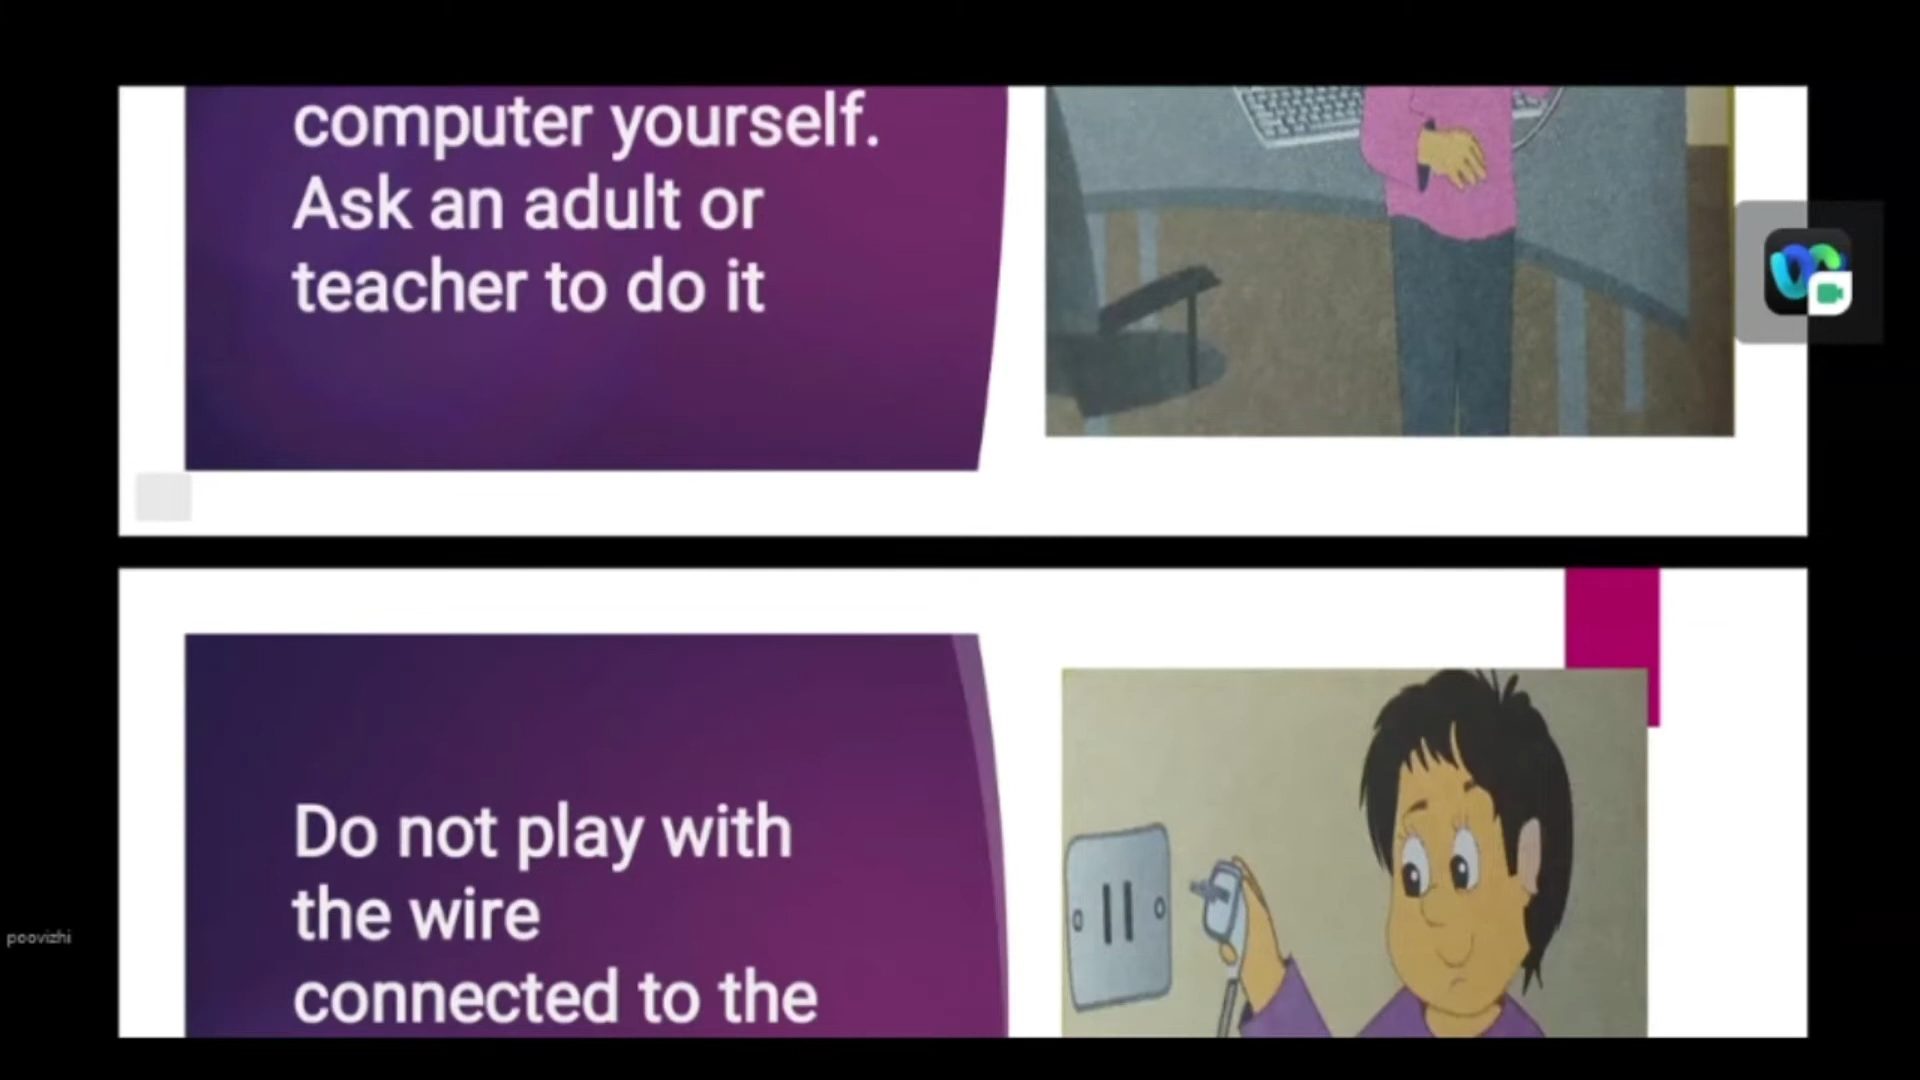 computer yourself.
Ask an adult or
teacher to do it
Do not play with
the wire
connected to the
poovizhi